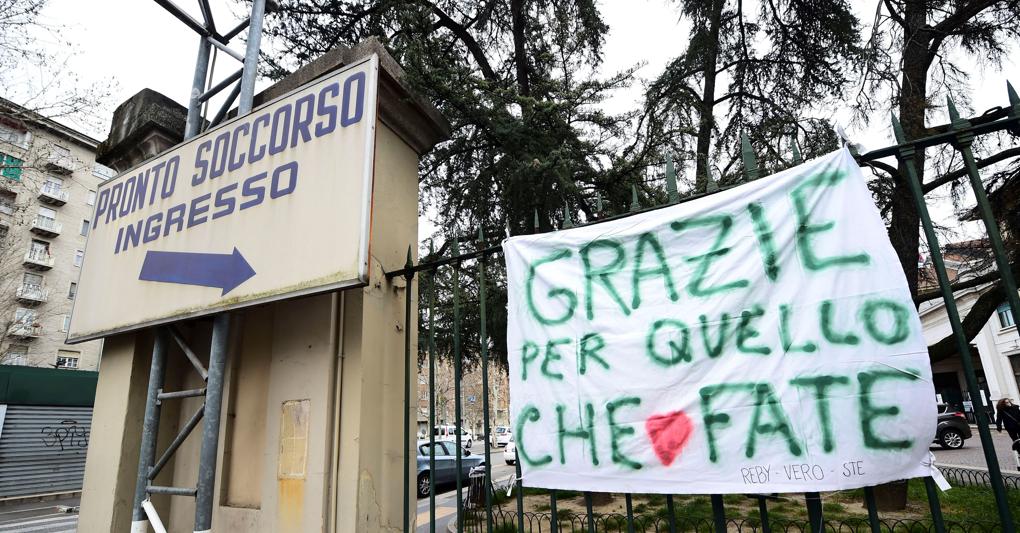 PRONTO SOCCORSO
INGRESSO
GRAZIE
PER QUELLO
CHE FATE
REBY - VERO - STE